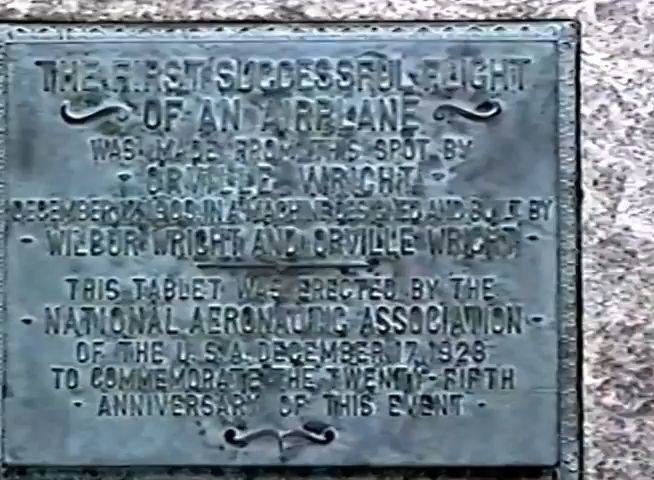 THE FIRST SUCCESSFUL FLIGHT
OF AN AIRPLANE
WAS MADE FROM THIS SPOT BY
· ORVILLE WRIGHT ·
DECEMBER 17, 1903 IN A MACHINE DESIGNED AND BUILT BY
- WILBUR WRIGHT AND ORVILLE WRIGHT -
THIS TABLET WAS ERECTED BY THE
- NATIONAL AERONAUTIC ASSOCIATION -
OF THE U.S.A. DECEMBER 17, 1928
TO COMMEMORATE THE TWENTY-FIFTH
- ANNIVERSARY OF THIS EVENT -